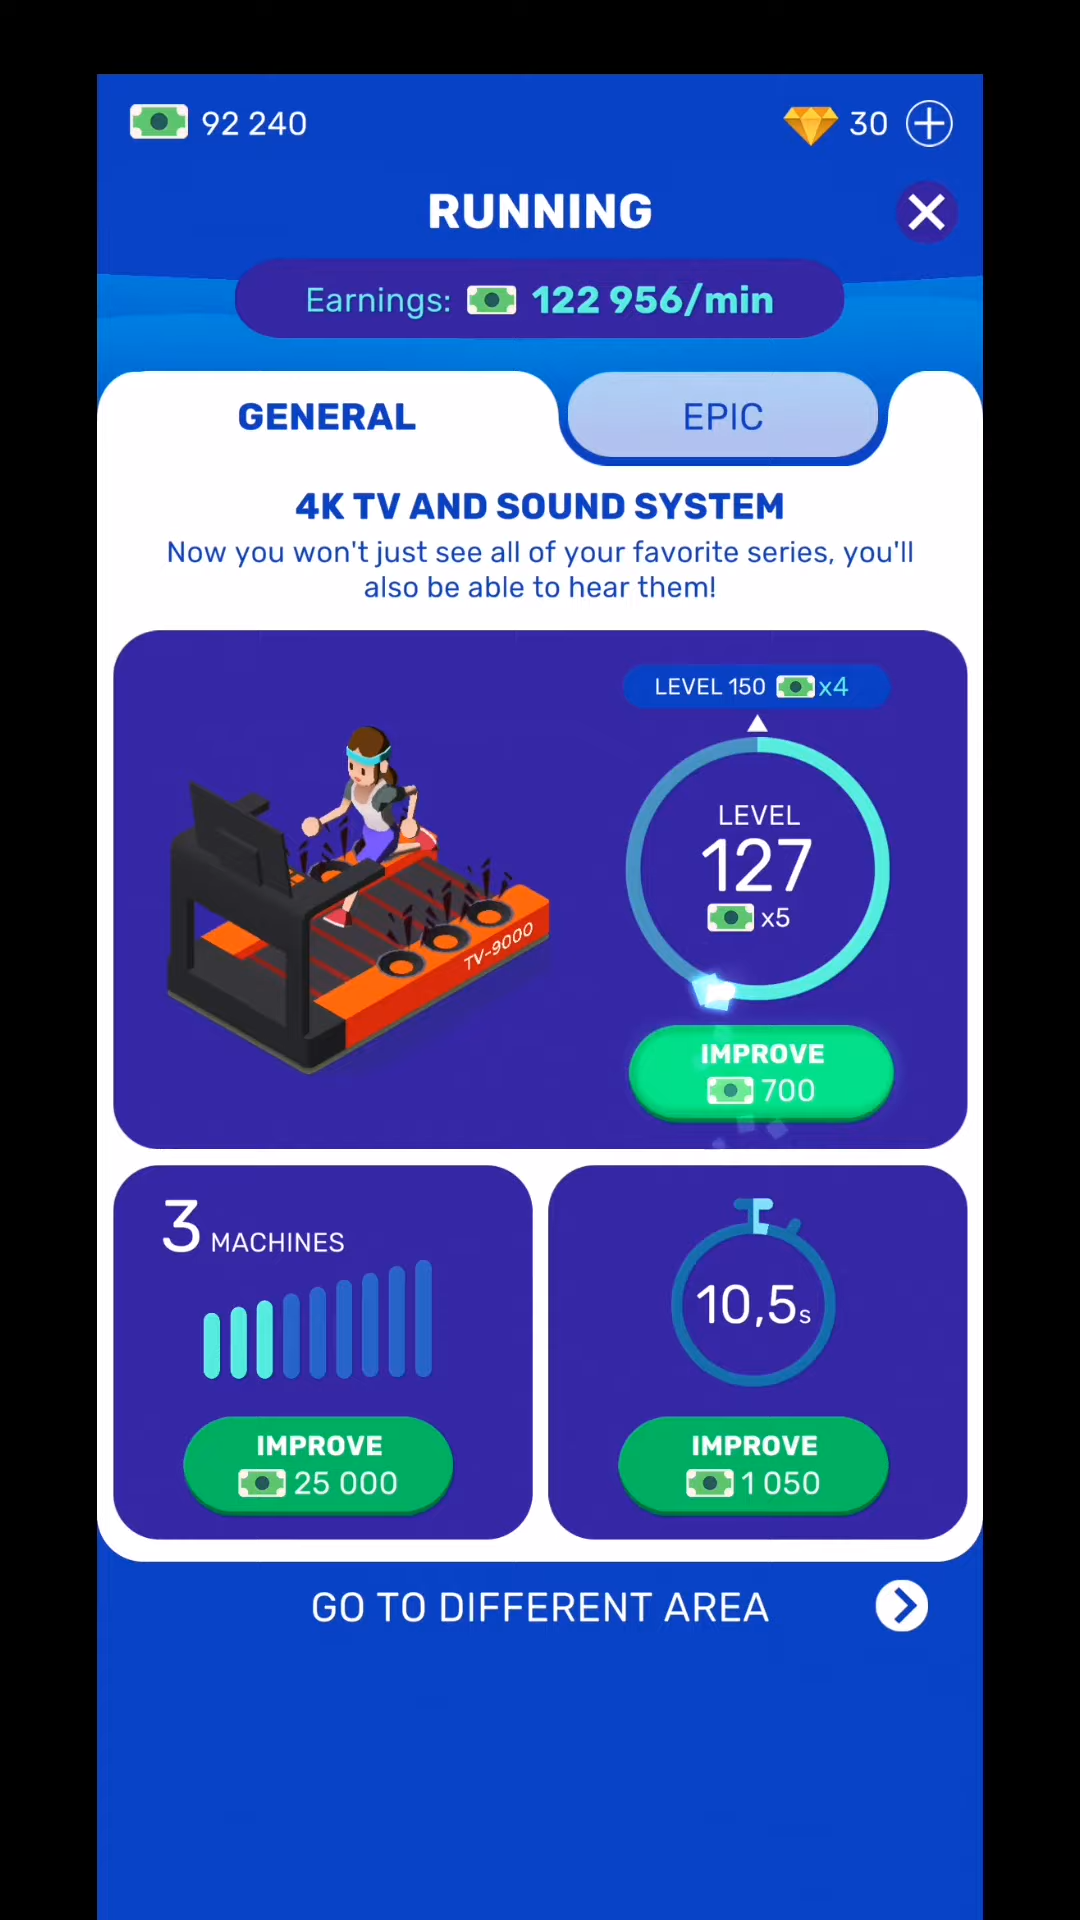 92 240
30
RUNNING
Earnings: 122 956/min
GENERAL
EPIC
4K TV AND SOUND SYSTEM
Now you won't just see all of your favorite series, you'll
also be able to hear them!
LEVEL 150 x4
LEVEL
127
x5
TV-9000
IMPROVE
700
3 MACHINES
10,5s
IMPROVE
25 000
IMPROVE
1 050
GO TO DIFFERENT AREA